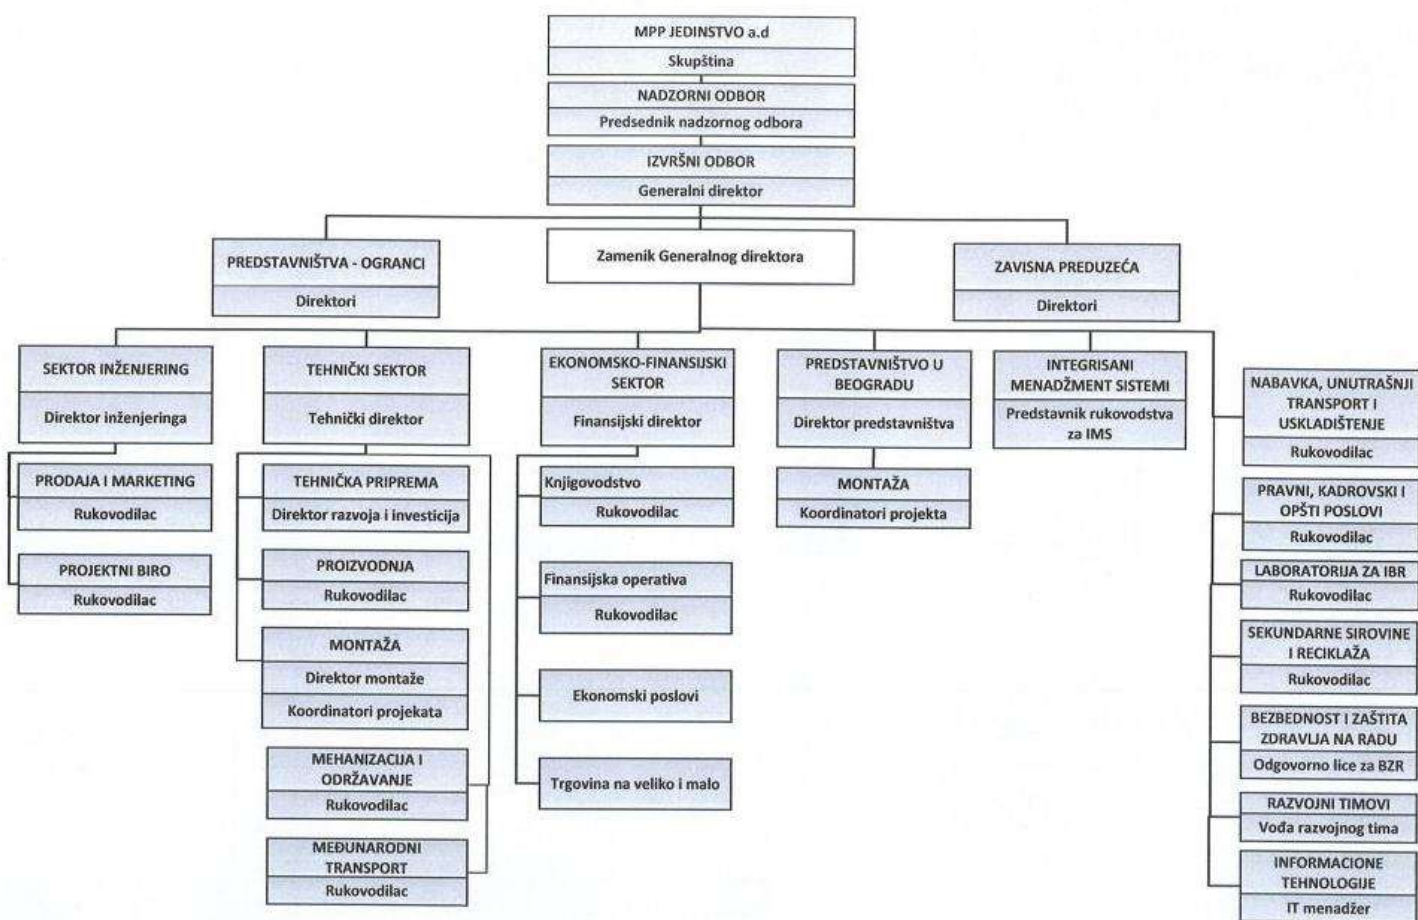 MPP JEDINSTVO a.d
Skupština
NADZORNI ODBOR
Predsednik nadzornog odbora
IZVRŠNI ODBOR
Generalni direktor
PREDSTAVNIŠTVA - OGRANCI
Direktori
Zamenik Generalnog direktora
ZAVISNA PREDUZEĆA
Direktori
SEKTOR INŽENJERING
Direktor inženjeringa
PRODAJA I MARKETING
Rukovodilac
PROJEKTNI BIRO
Rukovodilac
TEHNIČKI SEKTOR
Tehnički direktor
TEHNIČKA PRIPREMA
Direktor razvoja i investicija
PROIZVODNJA
Rukovodilac
MONTAŽA
Direktor montaže
Koordinatori projekata
MEHANIZACIJA I
ODRŽAVANJE
Rukovodilac
MEĐUNARODNI
TRANSPORT
Rukovodilac
EKONOMSKO-FINANSIJSKI
SEKTOR
Finansijski direktor
Knjigovodstvo
Rukovodilac
Finansijska operativa
Rukovodilac
Ekonomski poslovi
Trgovina na veliko i malo
PREDSTAVNIŠTVO U
BEOGRADU
Direktor predstavništva
MONTAŽA
Koordinatori projekta
INTEGRISANI
MENADŽMENT SISTEMI
Predstavnik rukovodstva
za IMS
NABAVKA, UNUTRAŠNJI
TRANSPORT I
USKLADIŠTENJE
Rukovodilac
PRAVNI, KADROVSKI I
OPŠTI POSLOVI
Rukovodilac
LABORATORIJA ZA IBR
Rukovodilac
SEKUNDARNE SIROVINE
I RECIKLAŽA
Rukovodilac
BEZBEDNOST I ZAŠTITA
ZDRAVLJA NA RADU
Odgovorno lice za BZR
RAZVOJNI TIMOVI
Vođa razvojnog tima
INFORMACIONE
TEHNOLOGIJE
IT menadžer